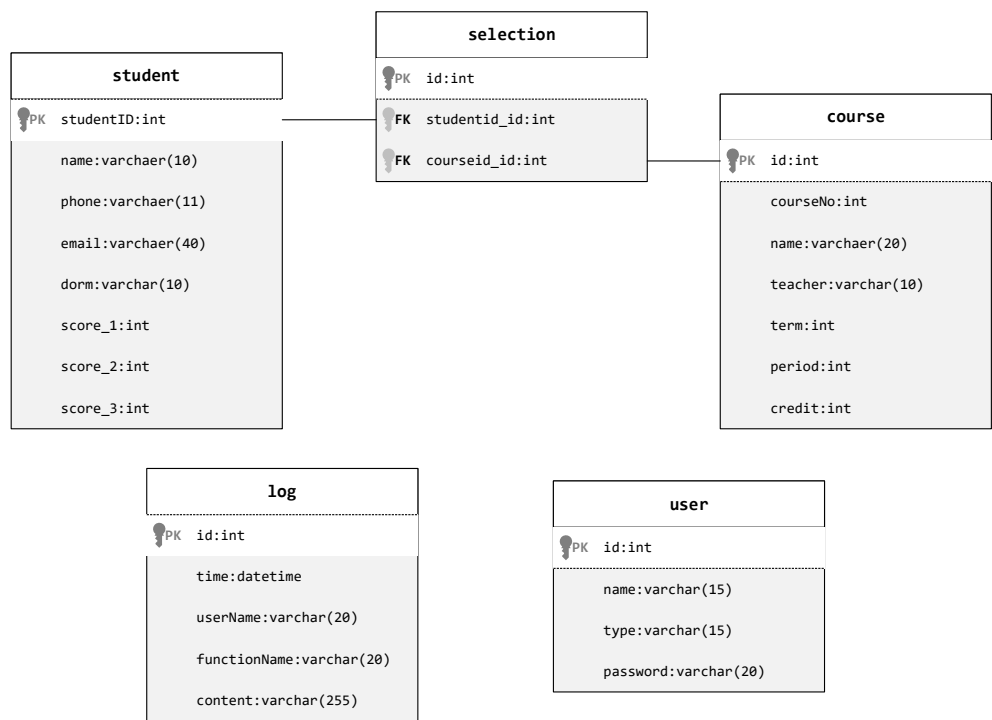 student
PK studentID:int
name:varchaer(10)
phone:varchaer(11)
email:varchaer(40)
dorm:varchar(10)
score_1:int
score_2:int
score_3:int
selection
PK id:int
FK studentid_id:int
FK courseid_id:int
course
PK id:int
courseNo:int
name:varchaer(20)
teacher:varchar(10)
term:int
period:int
credit:int
log
PK id:int
time:datetime
userName:varchar(20)
functionName:varchar(20)
content:varchar(255)
user
PK id:int
name:varchar(15)
type:varchar(15)
password:varchar(20)